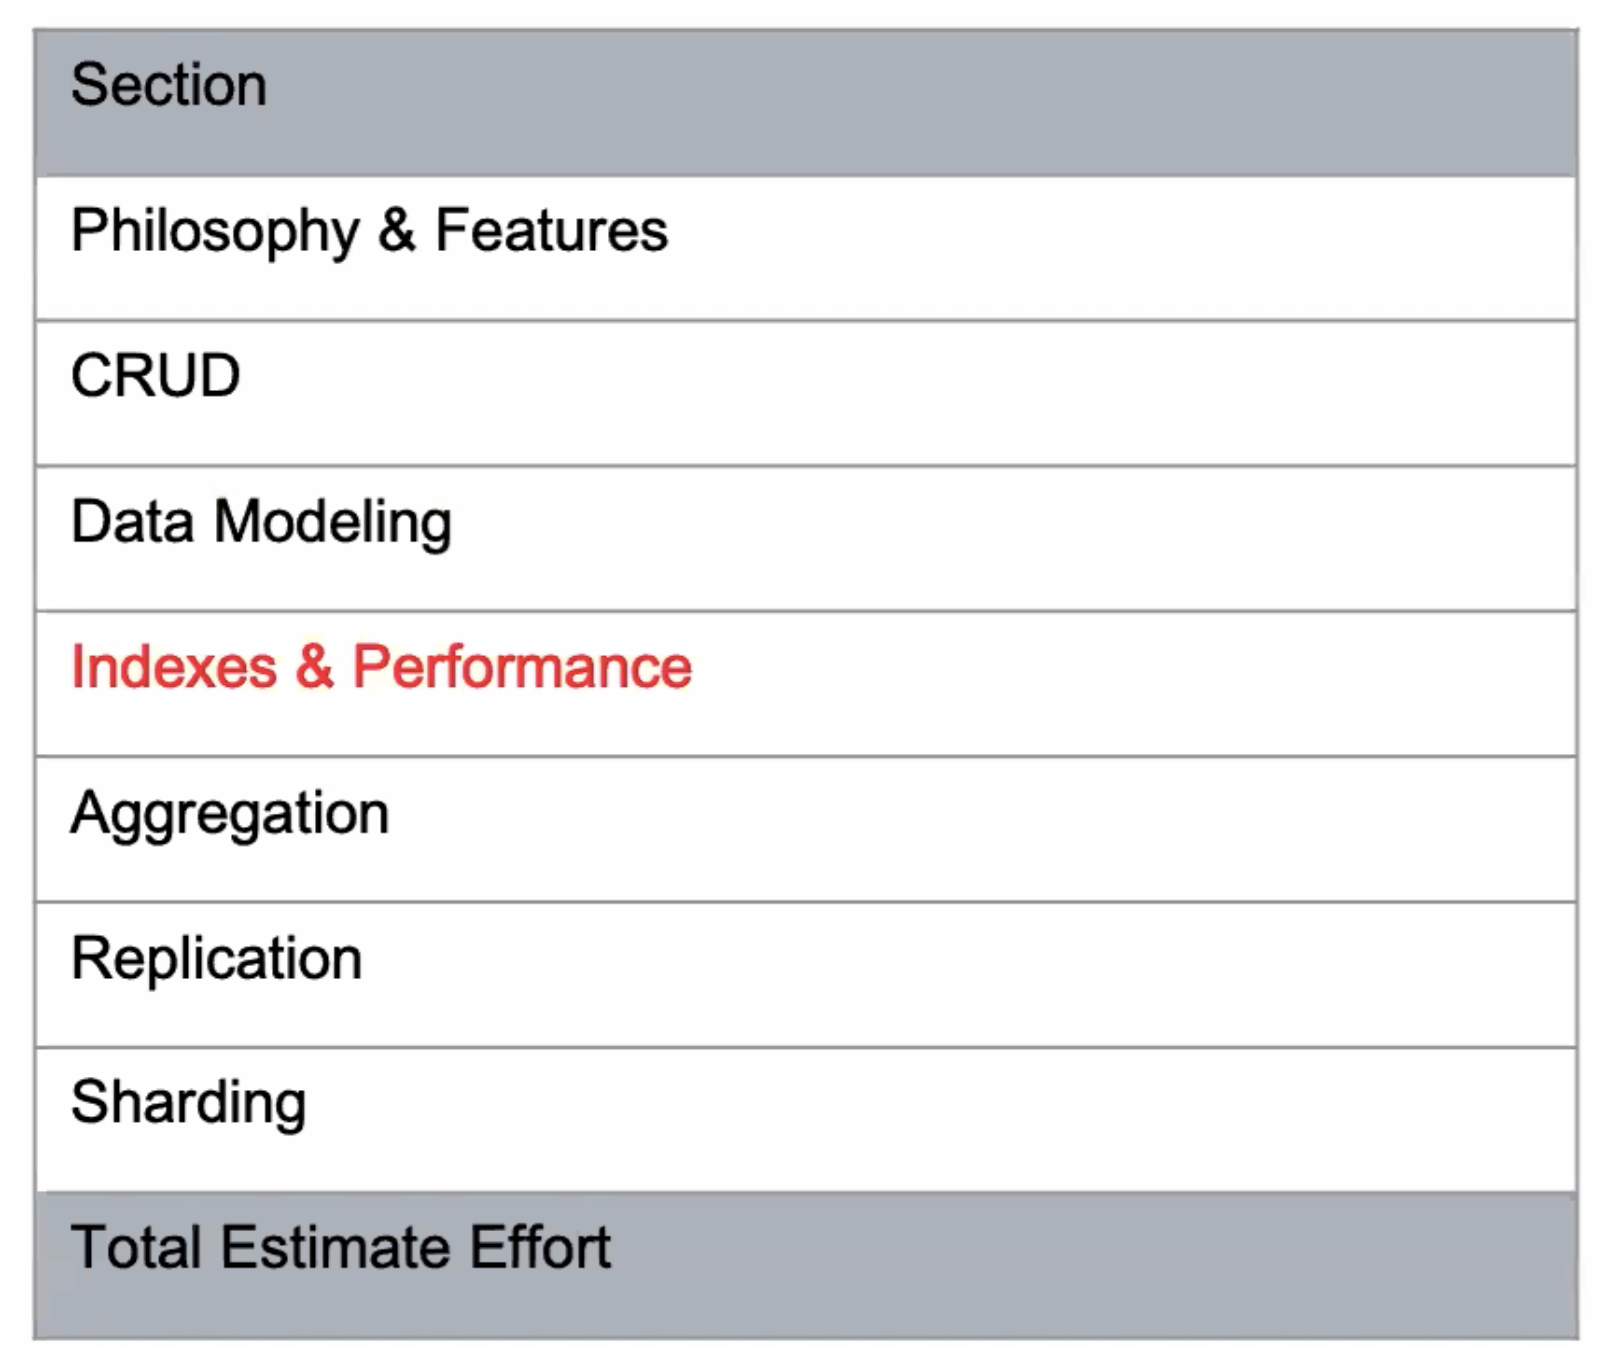 Section
Philosophy & Features
CRUD
Data Modeling
Indexes & Performance
Aggregation
Replication
Sharding
Total Estimate Effort